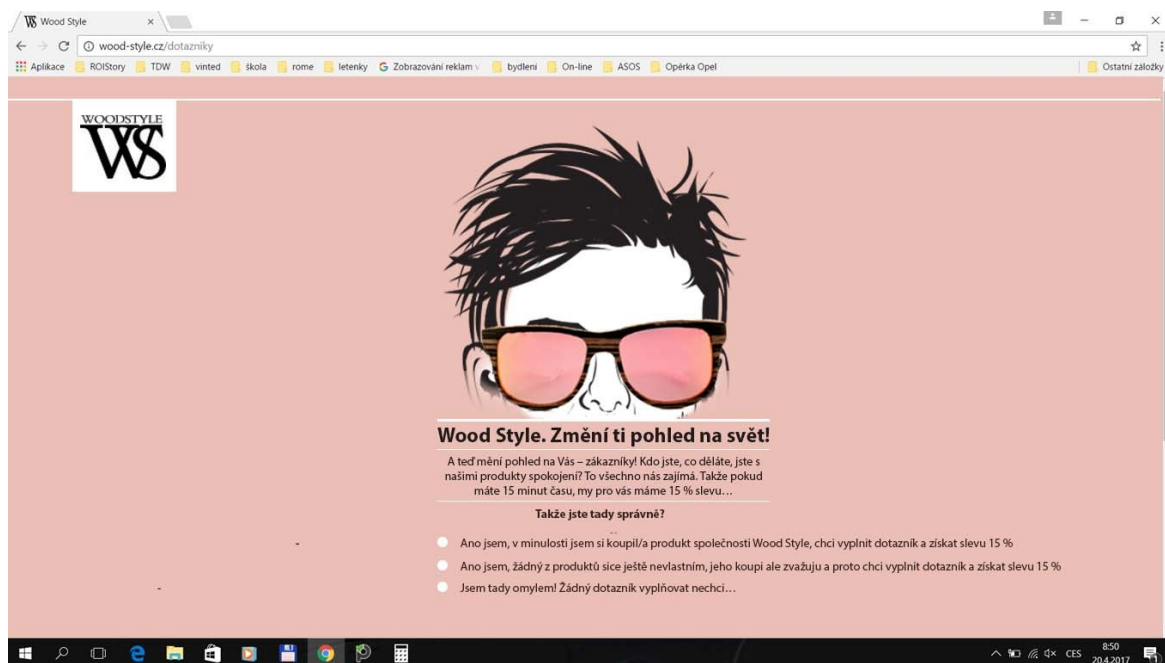 WS Wood Style
wood-style.cz/dotazniky
Aplikace ROIStory TDW vinted škola rome letenky Zobrazování reklam v bydlení On-line ASOS Opěrka Opel Ostatní záložky
WOODSTYLE
WS
Wood Style. Změní ti pohled na svět!
A teď mění pohled na Vás – zákazníky! Kdo jste, co děláte, jste s
našimi produkty spokojení? To všechno nás zajímá. Takže pokud
máte 15 minut času, my pro vás máme 15 % slevu…
Takže jste tady správně?
Ano jsem, v minulosti jsem si koupil/a produkt společnosti Wood Style, chci vyplnit dotazník a získat slevu 15 %
Ano jsem, žádný z produktů sice ještě nevlastním, jeho koupi ale zvažuju a proto chci vyplnit dotazník a získat slevu 15 %
Jsem tady omylem! Žádný dotazník vyplňovat nechci…
CES 8:50
20.4.2017